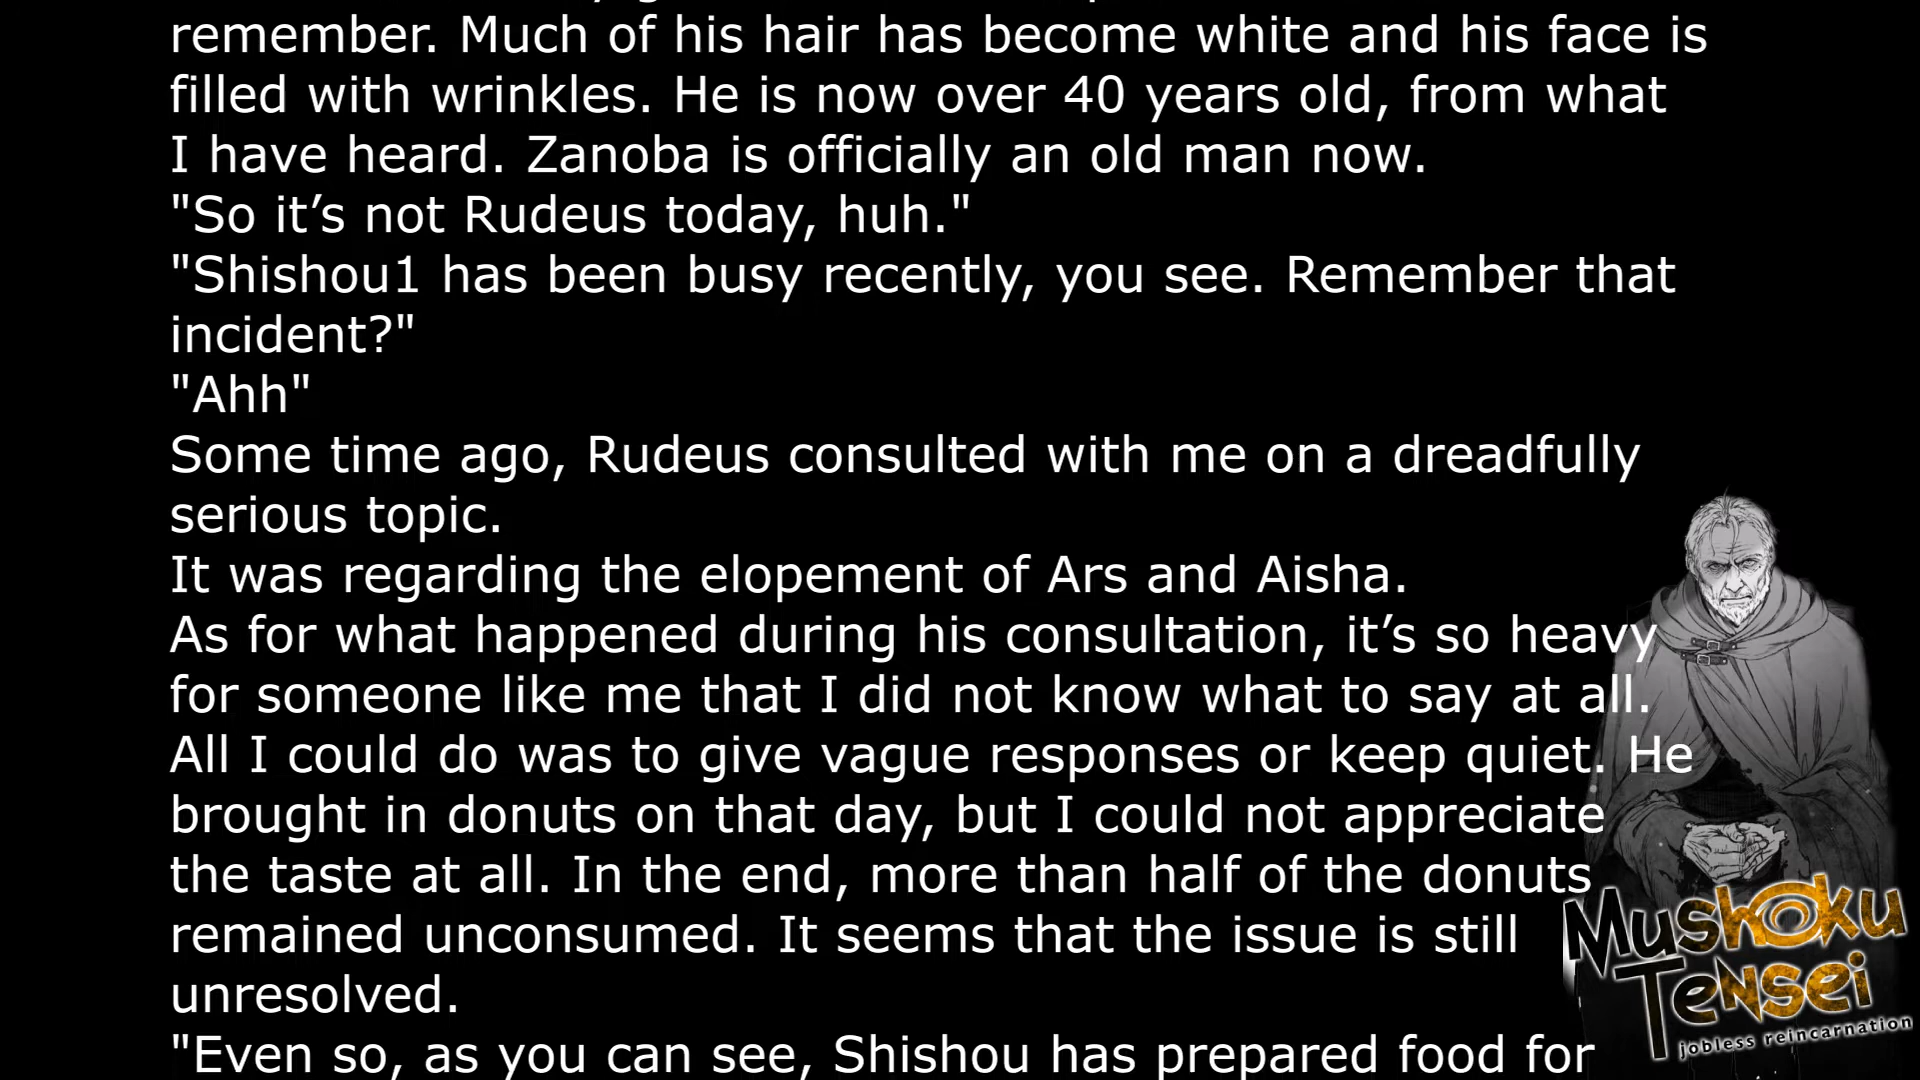 remember. Much of his hair has become white and his face is
filled with wrinkles. He is now over 40 years old, from what
I have heard. Zanoba is officially an old man now.
"So it’s not Rudeus today, huh."
"Shishou1 has been busy recently, you see. Remember that
incident?"
"Ahh"
Some time ago, Rudeus consulted with me on a dreadfully
serious topic.
It was regarding the elopement of Ars and Aisha.
As for what happened during his consultation, it’s so heavy
for someone like me that I did not know what to say at all.
All I could do was to give vague responses or keep quiet. He
brought in donuts on that day, but I could not appreciate
the taste at all. In the end, more than half of the donuts
remained unconsumed. It seems that the issue is still
unresolved.
"Even so, as you can see, Shishou has prepared food for
Mushoku
Tensei
jobless reincarnation